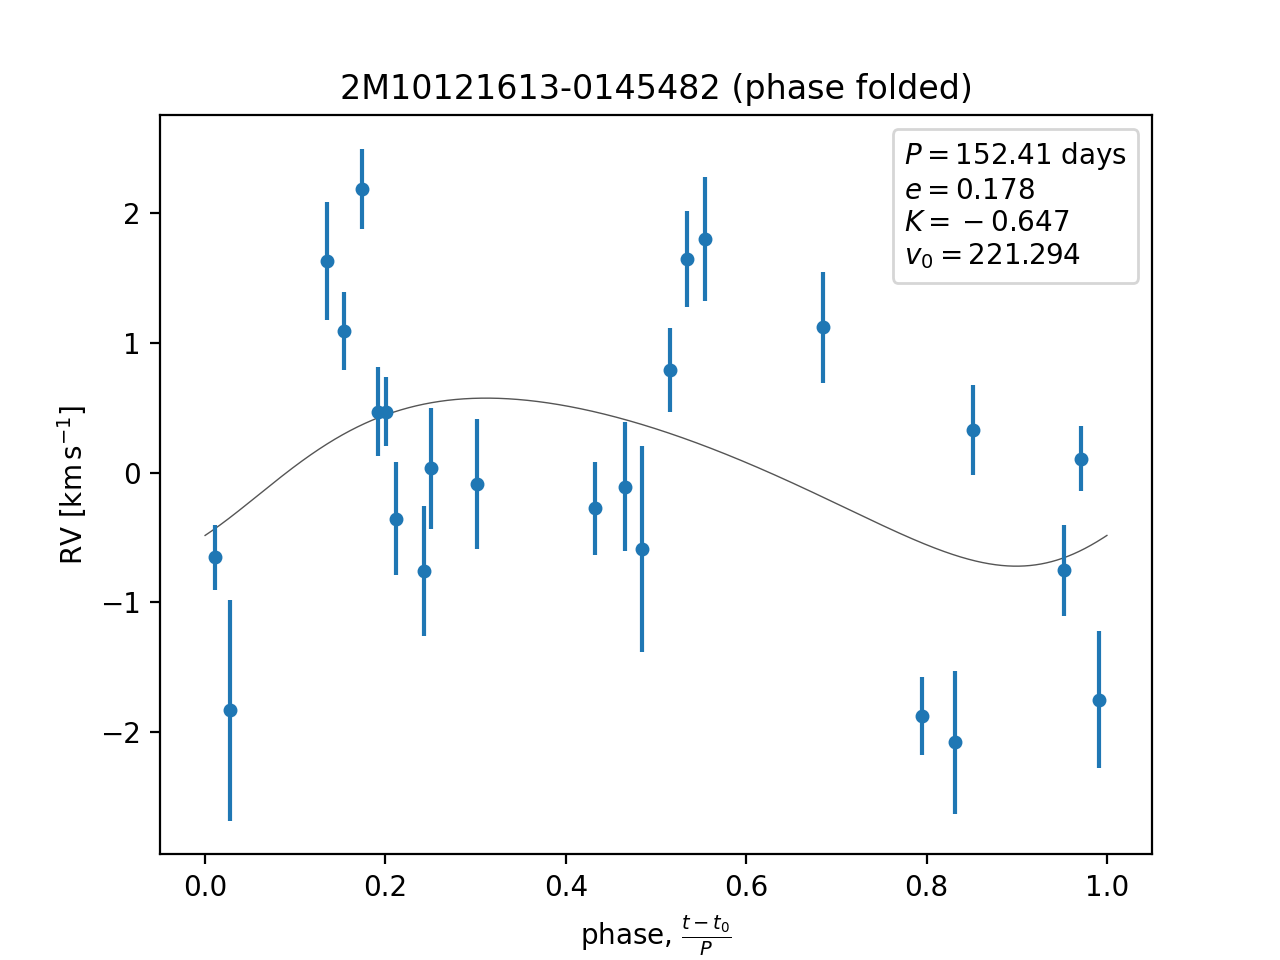 2M10121613-0145482 (phase folded)
P = 152.41 days
e = 0.178
K = −0.647
v₀ = 221.294
RV [km s⁻¹]
2
1
0
−1
−2
0.0 0.2 0.4 0.6 0.8 1.0
phase, (t − t₀)/P